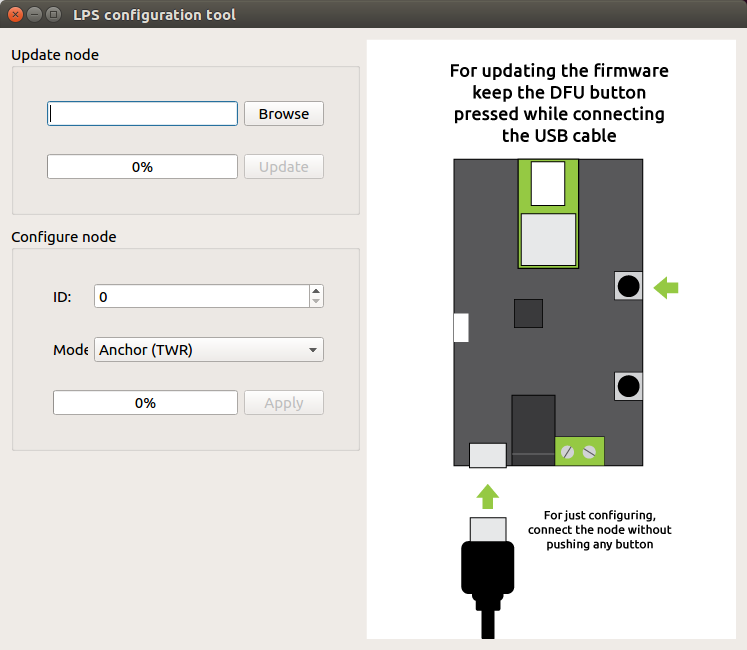 LPS configuration tool
Update node
Browse
0%
Update
Configure node
ID:
0
Mode
Anchor (TWR)
0%
Apply
For updating the firmware
keep the DFU button
pressed while connecting
the USB cable
For just configuring,
connect the node without
pushing any button